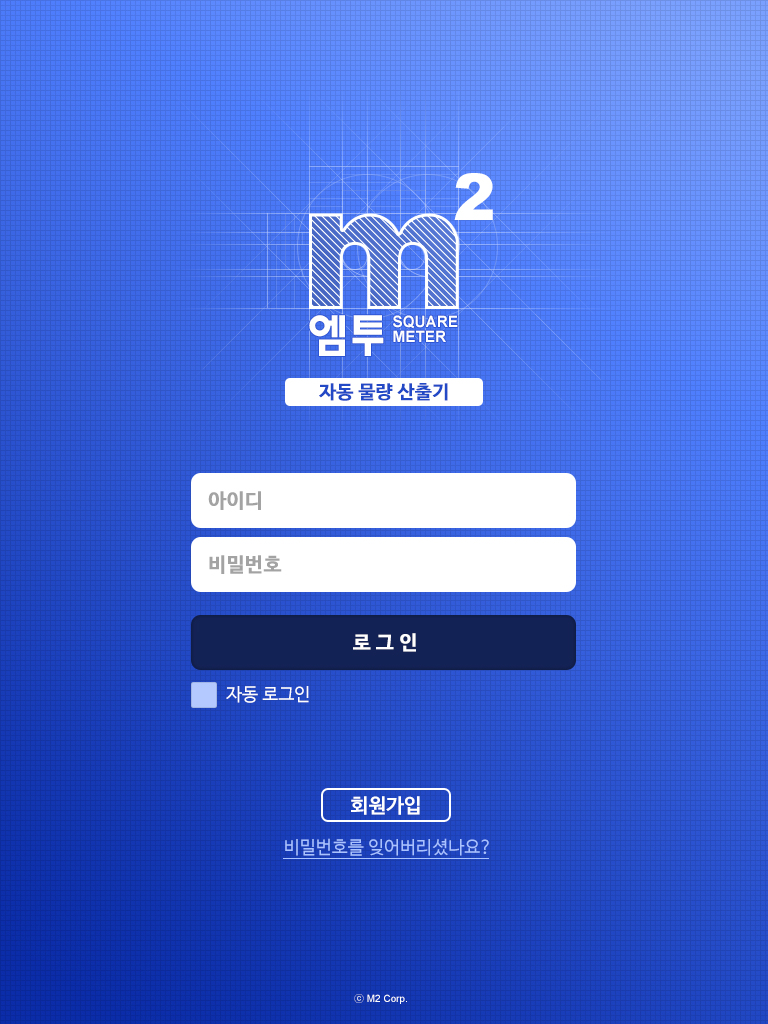 m²
엠투 SQUARE METER
자동 물량 산출기
아이디
비밀번호
로그인
자동 로그인
회원가입
비밀번호를 잊어버리셨나요?
ⓒ M2 Corp.